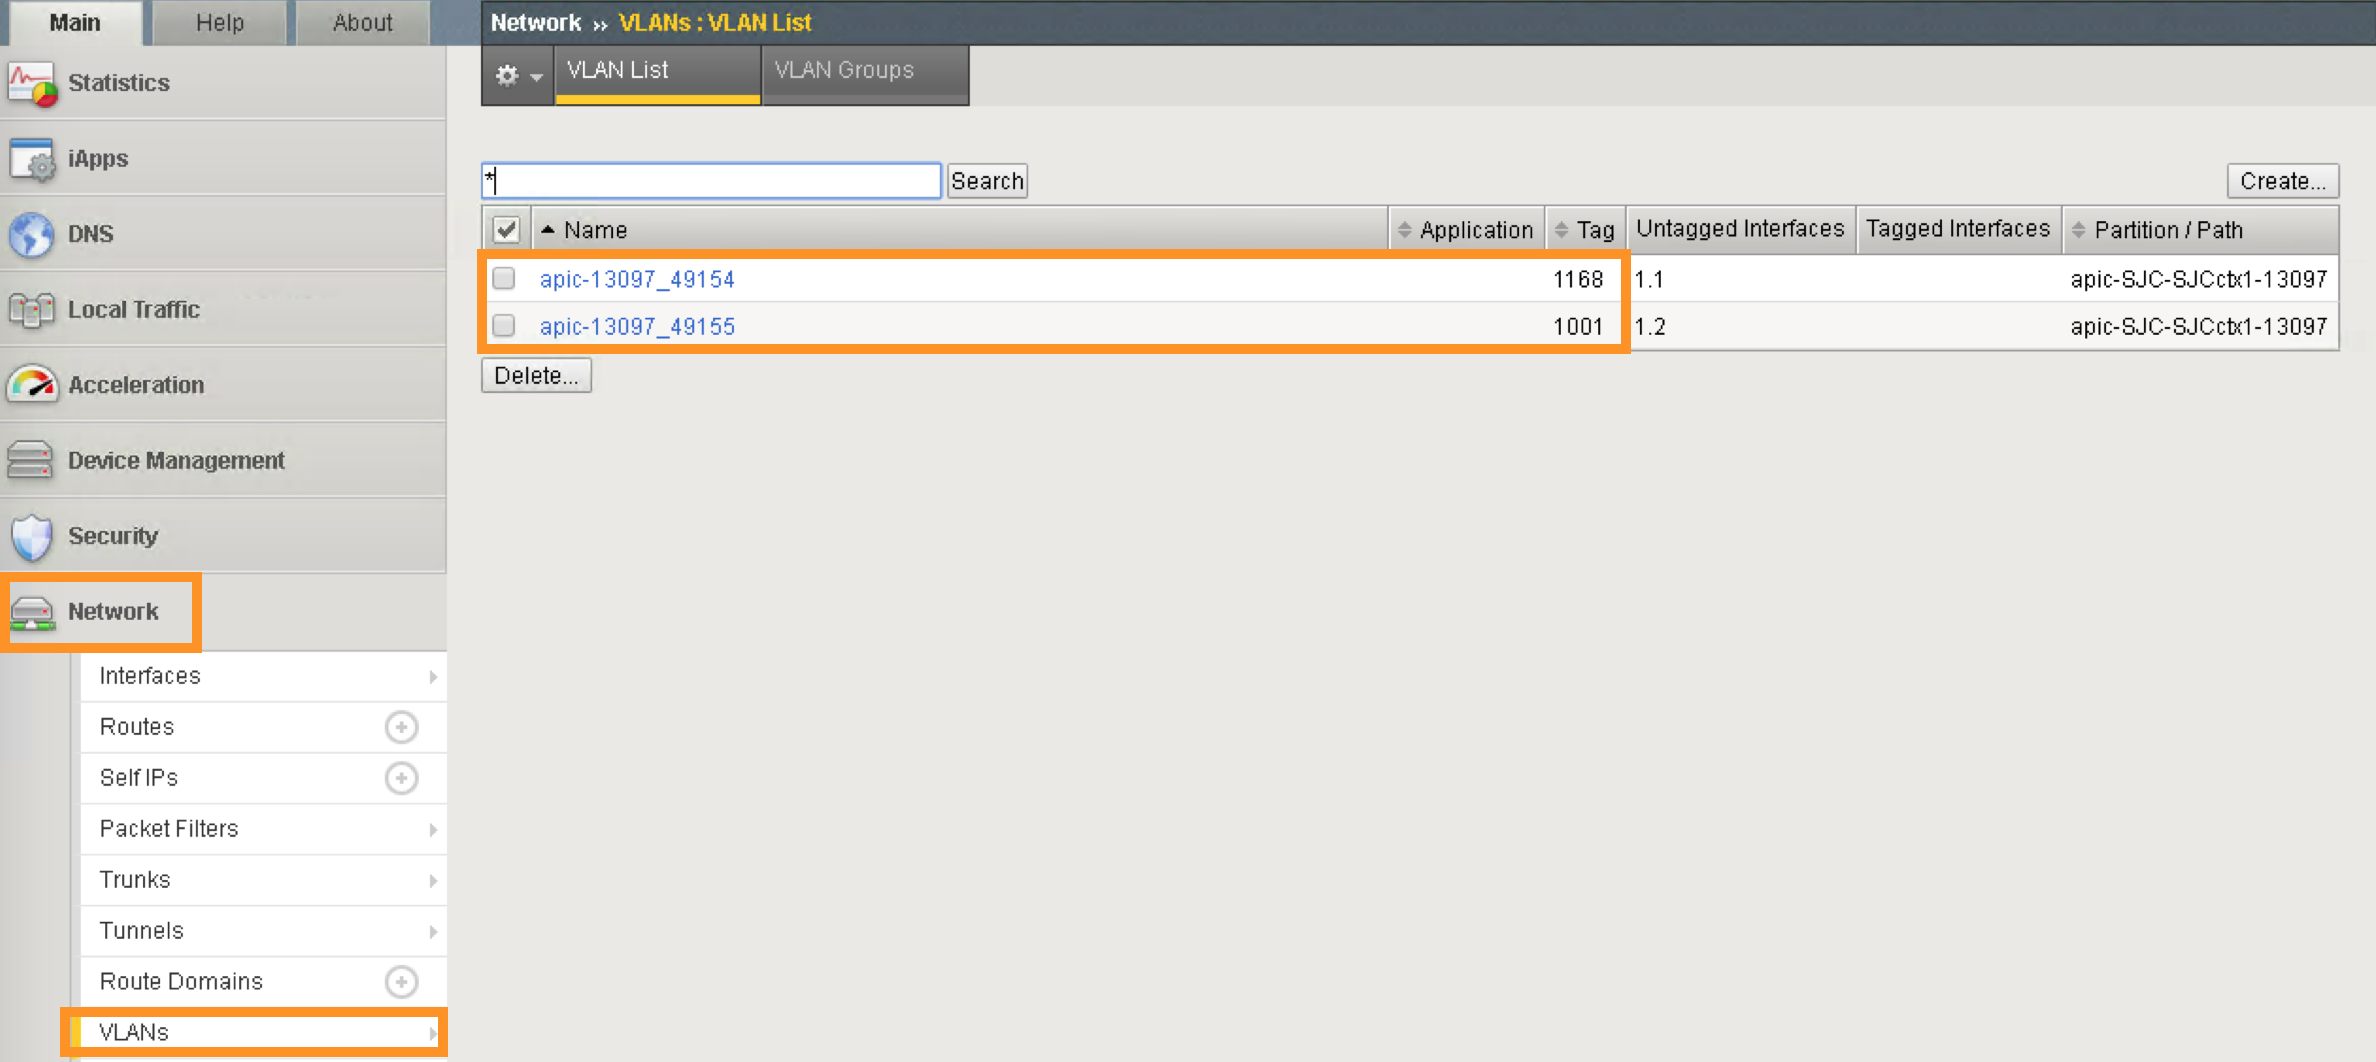 Main Help About
Network » VLANs : VLAN List
VLAN List VLAN Groups
Statistics
iApps
DNS
Local Traffic
Acceleration
Device Management
Security
Network
Interfaces
Routes
Self IPs
Packet Filters
Trunks
Tunnels
Route Domains
VLANs
* Search Create...
Name Application Tag Untagged Interfaces Tagged Interfaces Partition / Path
apic-13097_49154 1168 1.1 apic-SJC-SJCctx1-13097
apic-13097_49155 1001 1.2 apic-SJC-SJCctx1-13097
Delete...